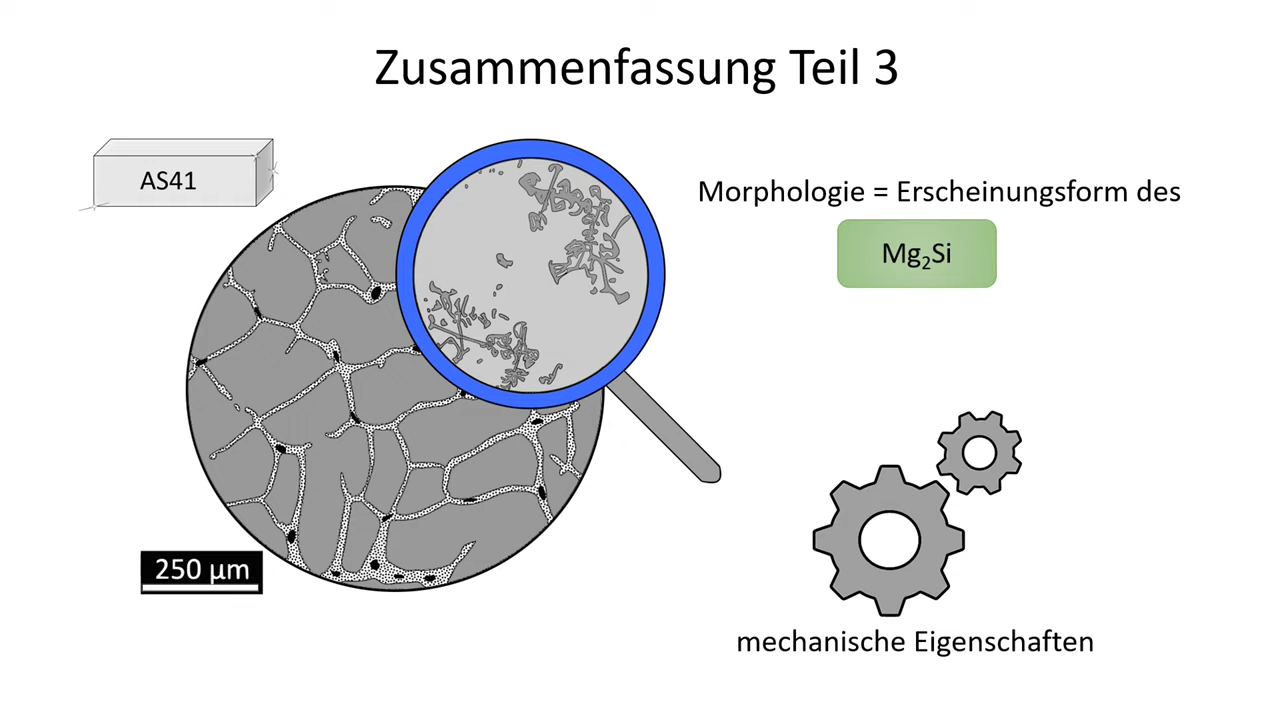 Zusammenfassung Teil 3
AS41
Morphologie = Erscheinungsform des
Mg₂Si
250 µm
mechanische Eigenschaften